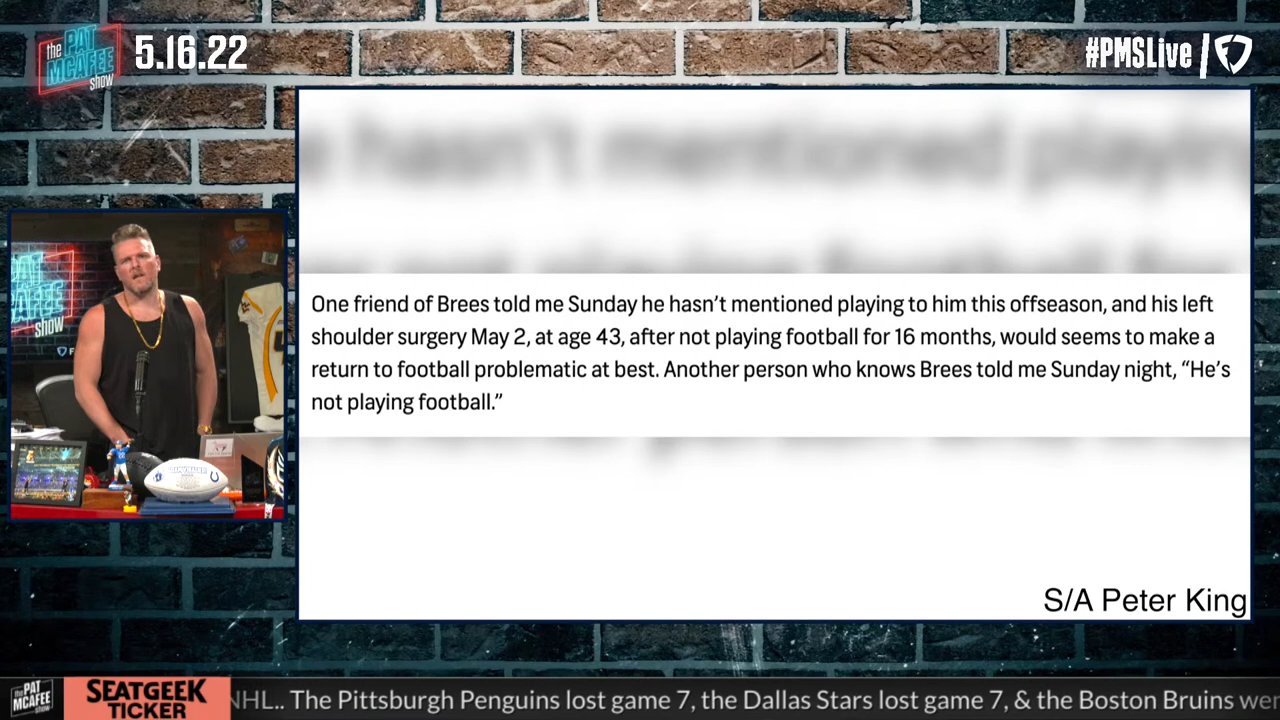 the PAT MCAFEE show
5.16.22
#PMSLive
hasn't mentioned playin
One friend of Brees told me Sunday he hasn't mentioned playing to him this offseason, and his left
shoulder surgery May 2, at age 43, after not playing football for 16 months, would seems to make a
return to football problematic at best. Another person who knows Brees told me Sunday night, “He's
not playing football.”
S/A Peter King
the PAT MCAFEE show
SEATGEEK
TICKER
NHL.. The Pittsburgh Penguins lost game 7, the Dallas Stars lost game 7, & the Boston Bruins wer